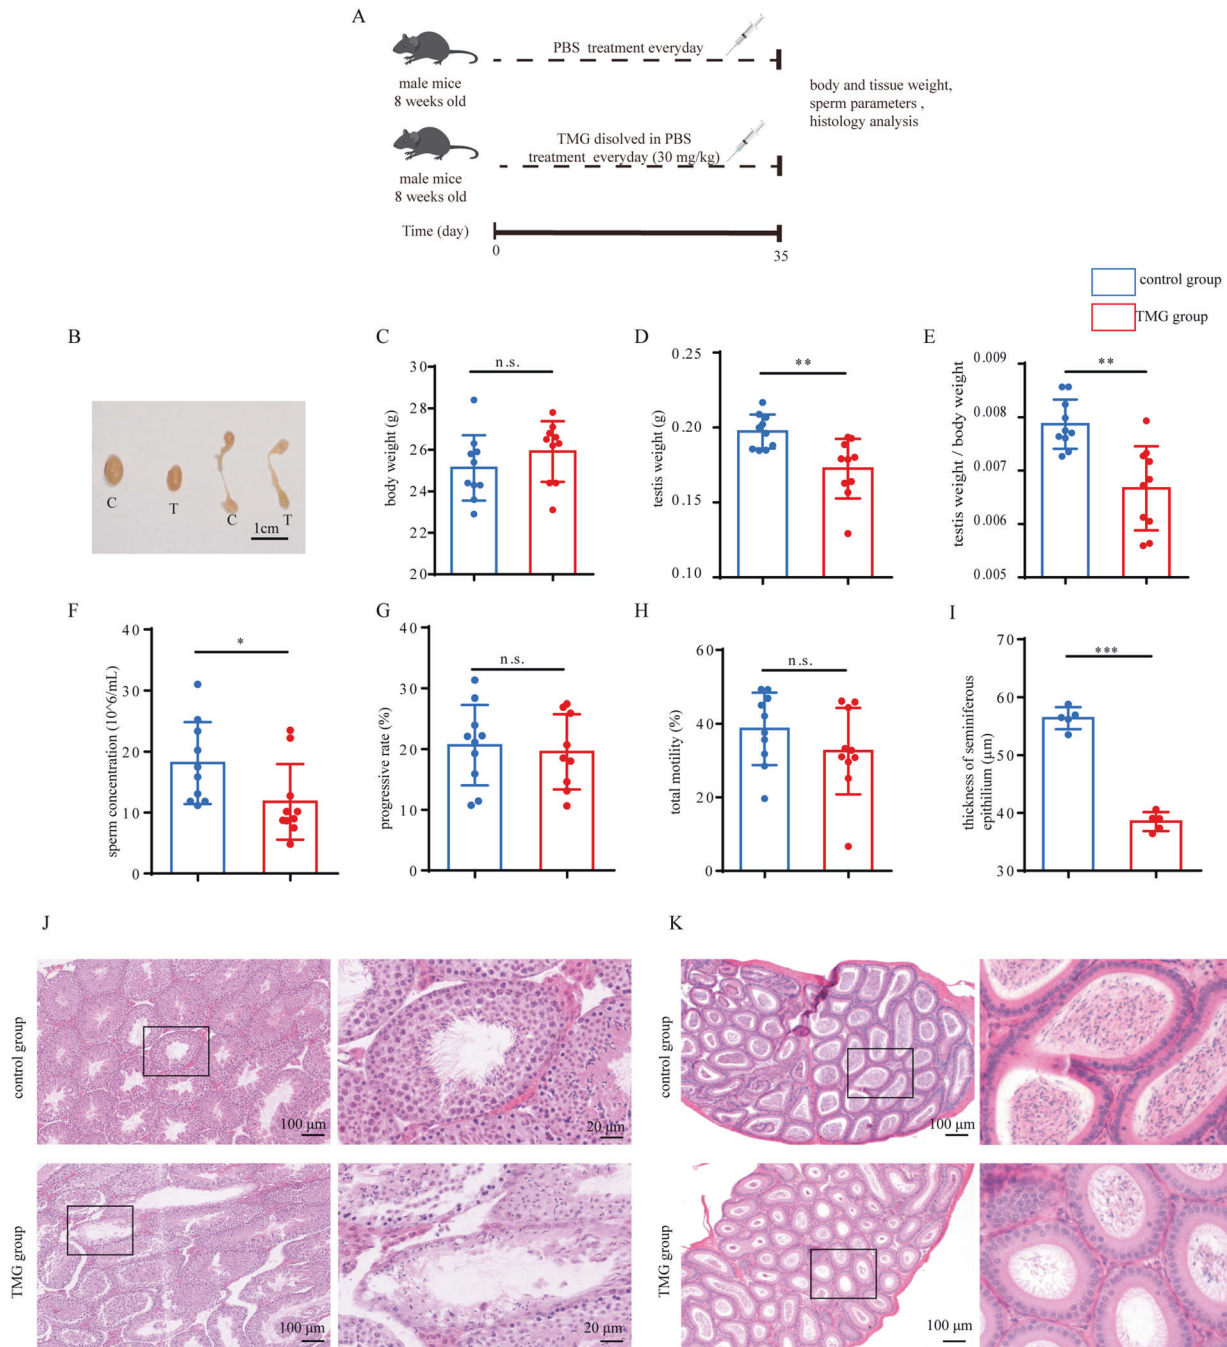 A
PBS treatment everyday
male mice
8 weeks old
body and tissue weight,
sperm parameters ,
histology analysis
TMG disolved in PBS
treatment everyday (30 mg/kg)
male mice
8 weeks old
Time (day)
0
35
control group
TMG group
B
C
T
C
T
1cm
C
n.s.
body weight (g)
30
28
26
24
22
20
D
**
testis weight (g)
0.25
0.20
0.15
0.10
E
**
testis weight / body weight
0.009
0.008
0.007
0.006
0.005
F
*
sperm concentration (10^6/mL)
40
30
20
10
0
G
n.s.
progressive rate (%)
40
30
20
10
0
H
n.s.
total motility (%)
60
40
20
0
I
***
thickness of seminiferous
epithilium (μm)
70
60
50
40
30
J
control group
100 μm
20 μm
TMG group
100 μm
20 μm
K
control group
100 μm
TMG group
100 μm